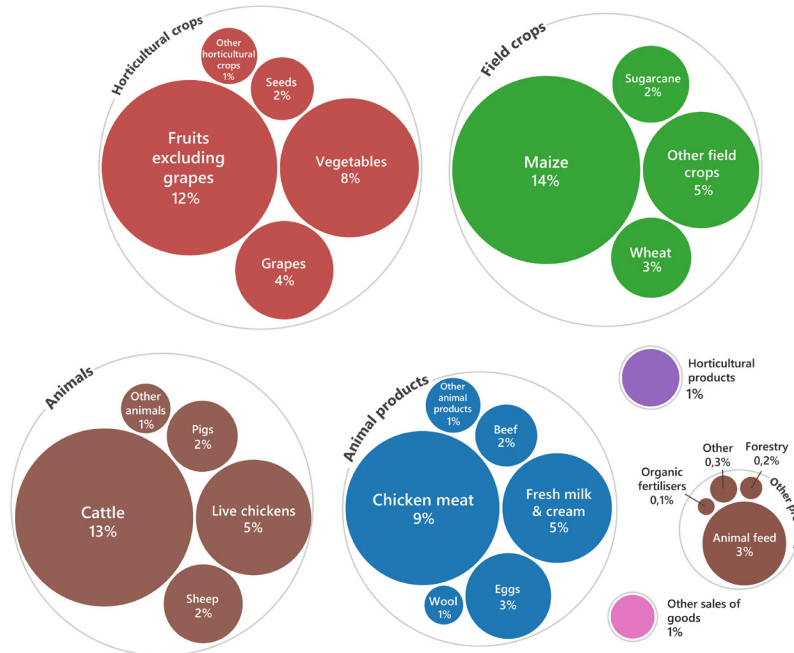 Horticultural crops
Other
horticultural
crops
1%
Seeds
2%
Fruits
excluding
grapes
12%
Vegetables
8%
Grapes
4%
Field crops
Sugarcane
2%
Maize
14%
Other field
crops
5%
Wheat
3%
Animals
Other
animals
1%
Pigs
2%
Cattle
13%
Live chickens
5%
Sheep
2%
Animal products
Other animal
products
1%
Beef
2%
Chicken meat
9%
Fresh milk
& cream
5%
Wool
1%
Eggs
3%
Horticultural
products
1%
Other
0,3%
Forestry
0,2%
Organic
fertilisers
0,1%
Other
Animal feed
3%
Other sales of
goods
1%